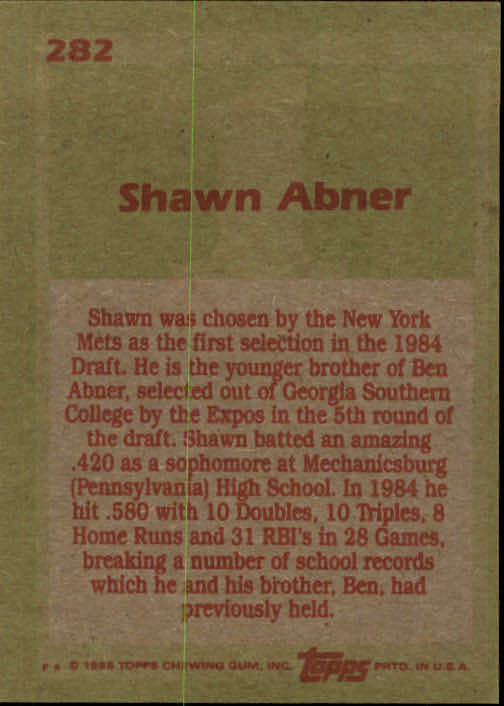 282
Shawn Abner
Shawn was chosen by the New York
Mets as the first selection in the 1984
Draft. He is the younger brother of Ben
Abner, selected out of Georgia Southern
College by the Expos in the 5th round of
the draft. Shawn batted an amazing
.420 as a sophomore at Mechanicsburg
(Pennsylvania) High School. In 1984 he
hit .580 with 10 Doubles, 10 Triples, 8
Home Runs and 31 RBI's in 28 Games,
breaking a number of school records
which he and his brother, Ben, had
previously held.
© 1985 TOPPS CHEWING GUM, INC. Topps PRTD. IN U.S.A.